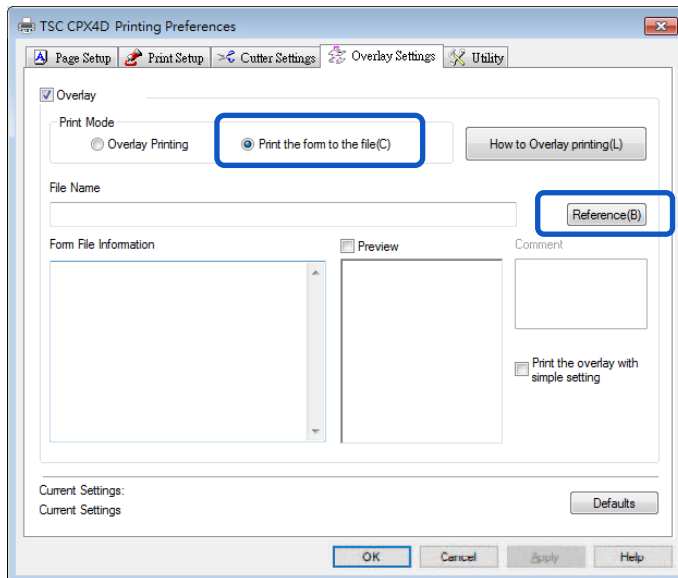 TSC CPX4D Printing Preferences
Page Setup Print Setup Cutter Settings Overlay Settings Utility
Overlay
Print Mode
Overlay Printing Print the form to the file(C) How to Overlay printing(L)
File Name
Reference(B)
Form File Information Preview Comment
Print the overlay with
simple setting
Current Settings:
Current Settings Defaults
OK Cancel Apply Help